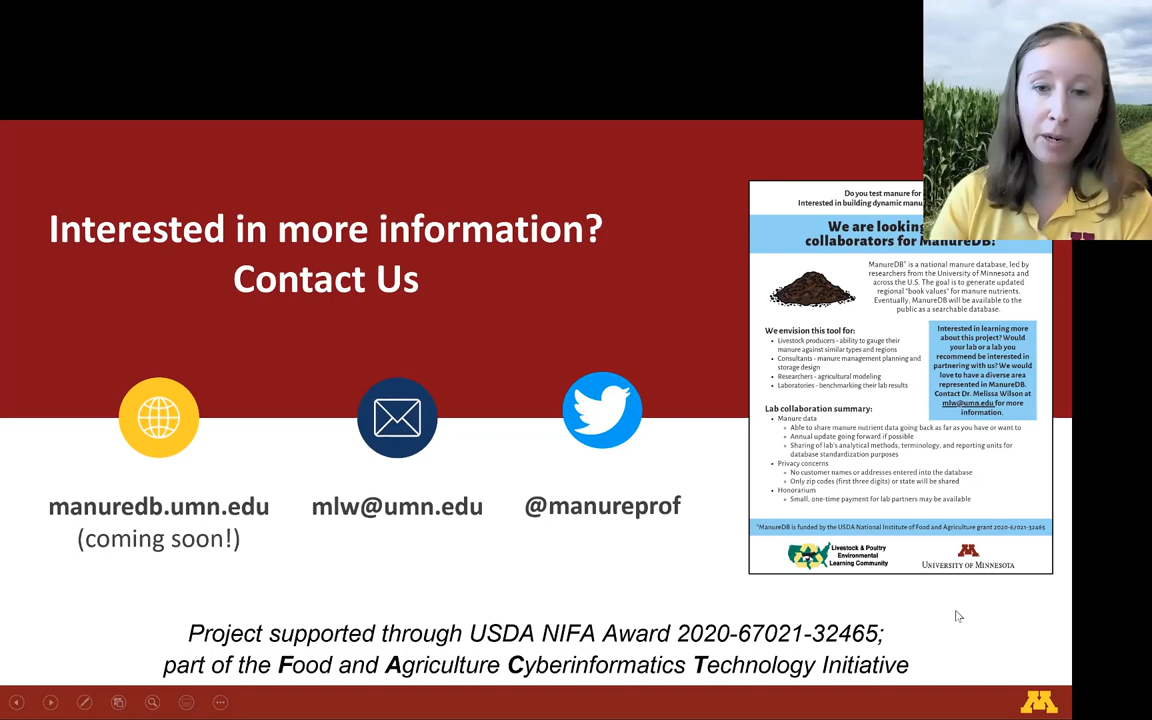 Interested in more information?
Contact Us
manuredb.umn.edu
(coming soon!)
mlw@umn.edu
@manureprof
Do you test manure for
Interested in building dynamic manu
We are looking
collaborators for ManureDB!
ManureDB* is a national manure database, led by
researchers from the University of Minnesota and
across the U.S. The goal is to generate updated
regional "book values" for manure nutrients.
Eventually, ManureDB will be available to the
public as a searchable database.
We envision this tool for:
• Livestock producers - ability to gauge their
manure against similar types and regions
• Consultants - manure management planning and
storage design
• Researchers - agricultural modeling
• Laboratories - benchmarking their lab results
Interested in learning more
about this project? Would
your lab or a lab you
recommend be interested in
partnering with us? We would
love to have a diverse area
represented in ManureDB.
Contact Dr. Melissa Wilson at
mlw@umn.edu for more
information.
Lab collaboration summary:
• Manure data
Able to share manure nutrient data going back as far as you have or want to
Annual update going forward if possible
Sharing of lab's analytical methods, terminology, and reporting units for
database standardization purposes
• Privacy concerns
No customer names or addresses entered into the database
Only zip codes (first three digits) or state will be shared
• Honorarium
Small, one-time payment for lab partners may be available
*ManureDB is funded by the USDA National Institute of Food and Agriculture grant 2020-67021-32465
Livestock & Poultry
Environmental
Learning Community
M
UNIVERSITY OF MINNESOTA
Project supported through USDA NIFA Award 2020-67021-32465;
part of the Food and Agriculture Cyberinformatics Technology Initiative
M